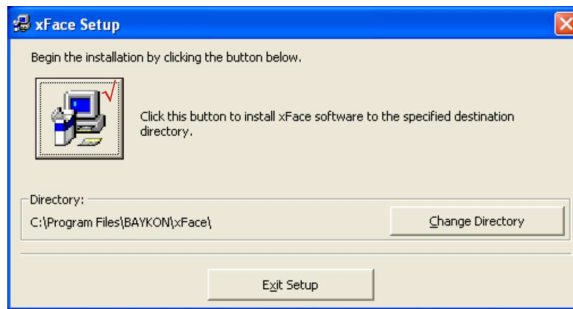 xFace Setup
Begin the installation by clicking the button below.
Click this button to install xFace software to the specified destination
directory.
Directory:
C:\Program Files\BAYKON\xFace\
Change Directory
Exit Setup